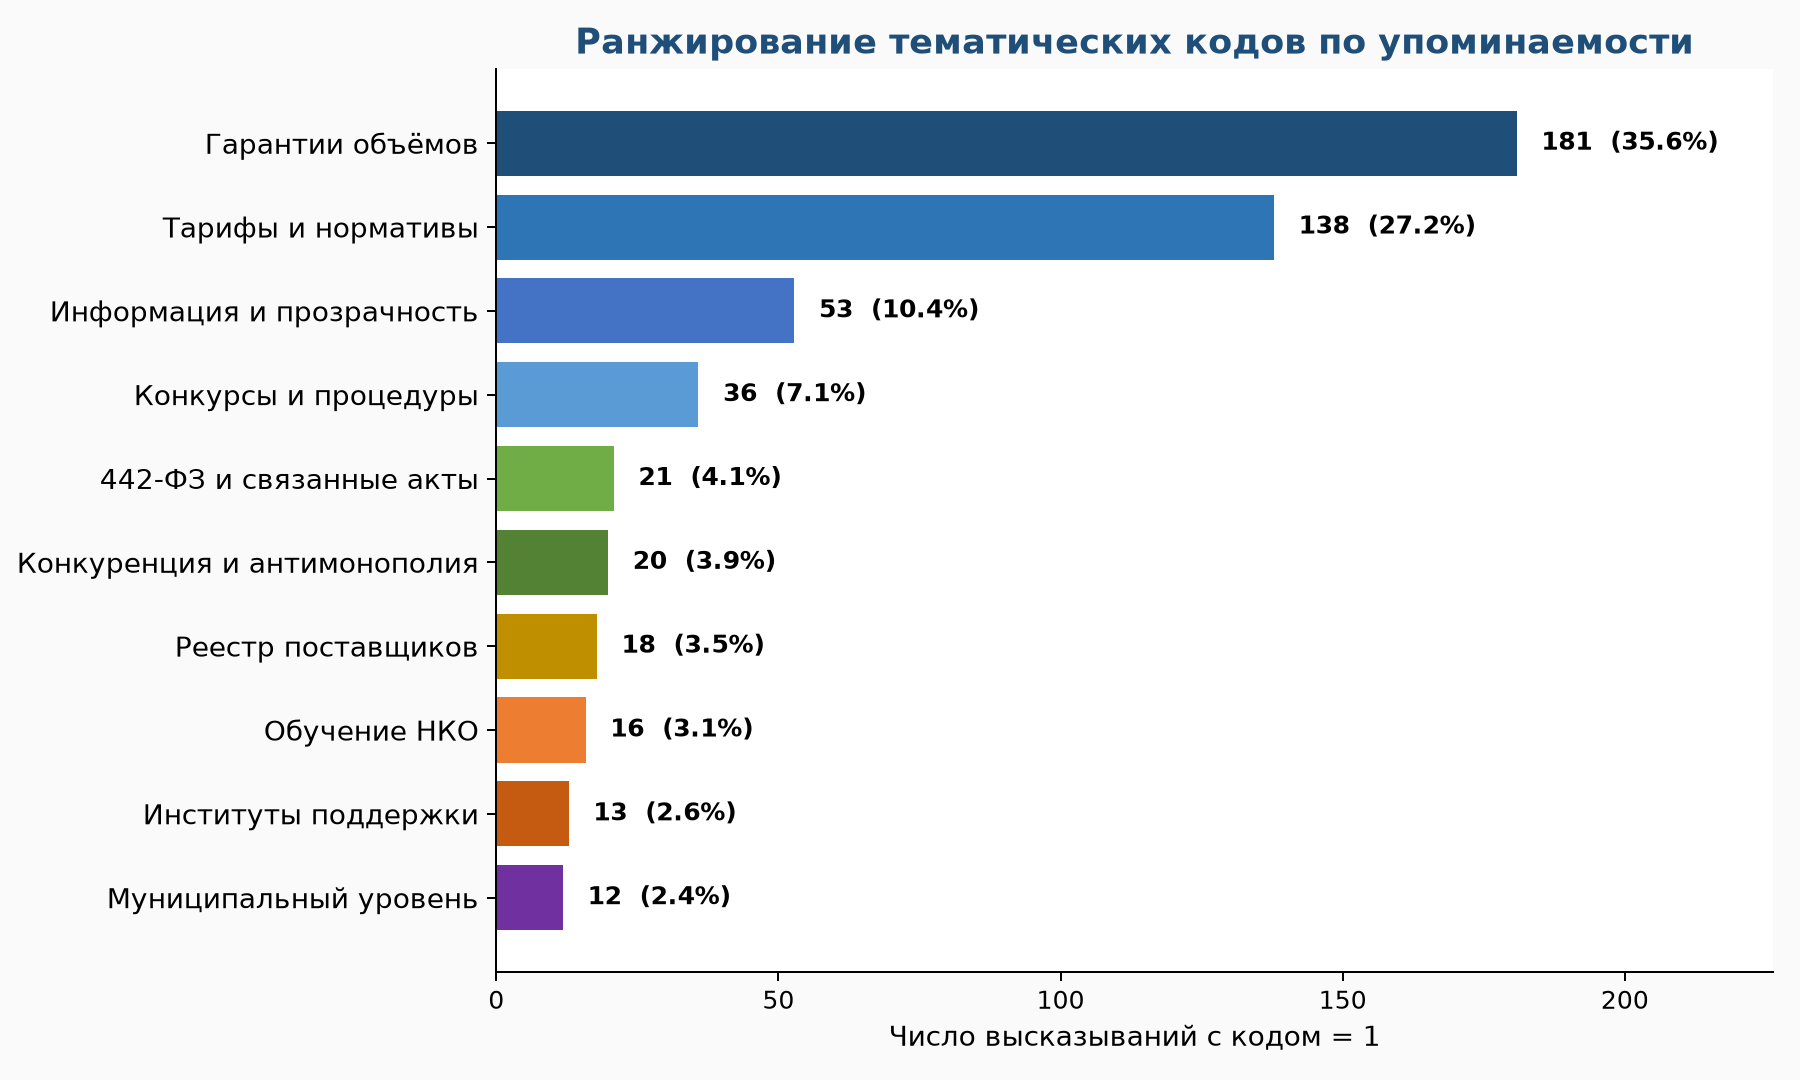 Ранжирование тематических кодов по упоминаемости
Гарантии объёмов 181 (35.6%)
Тарифы и нормативы 138 (27.2%)
Информация и прозрачность 53 (10.4%)
Конкурсы и процедуры 36 (7.1%)
442-ФЗ и связанные акты 21 (4.1%)
Конкуренция и антимонополия 20 (3.9%)
Реестр поставщиков 18 (3.5%)
Обучение НКО 16 (3.1%)
Институты поддержки 13 (2.6%)
Муниципальный уровень 12 (2.4%)
0 50 100 150 200
Число высказываний с кодом = 1